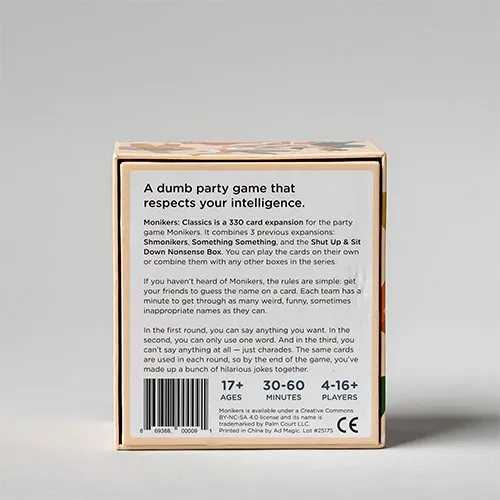 A dumb party game that
respects your intelligence.
Monikers: Classics is a 330 card expansion for the party
game Monikers. It combines 3 previous expansions:
Shmonikers, Something Something, and the Shut Up & Sit
Down Nonsense Box. You can play the cards on their own
or combine them with any other boxes in the series.
If you haven't heard of Monikers, the rules are simple: get
your friends to guess the name on a card. Each team has a
minute to get through as many weird, funny, sometimes
inappropriate names as they can.
In the first round, you can say anything you want. In the
second, you can only use one word. And in the third, you
can't say anything at all — just charades. The same cards
are used in each round, so by the end of the game, you've
made up a bunch of hilarious jokes together.
17+ 30-60 4-16+
AGES MINUTES PLAYERS
Monikers is available under a Creative Commons
BY-NC-SA 4.0 license and its name is
trademarked by Palm Court LLC.
Printed in China by Ad Magic. Lot #25175
CE
8 69388 00009 1